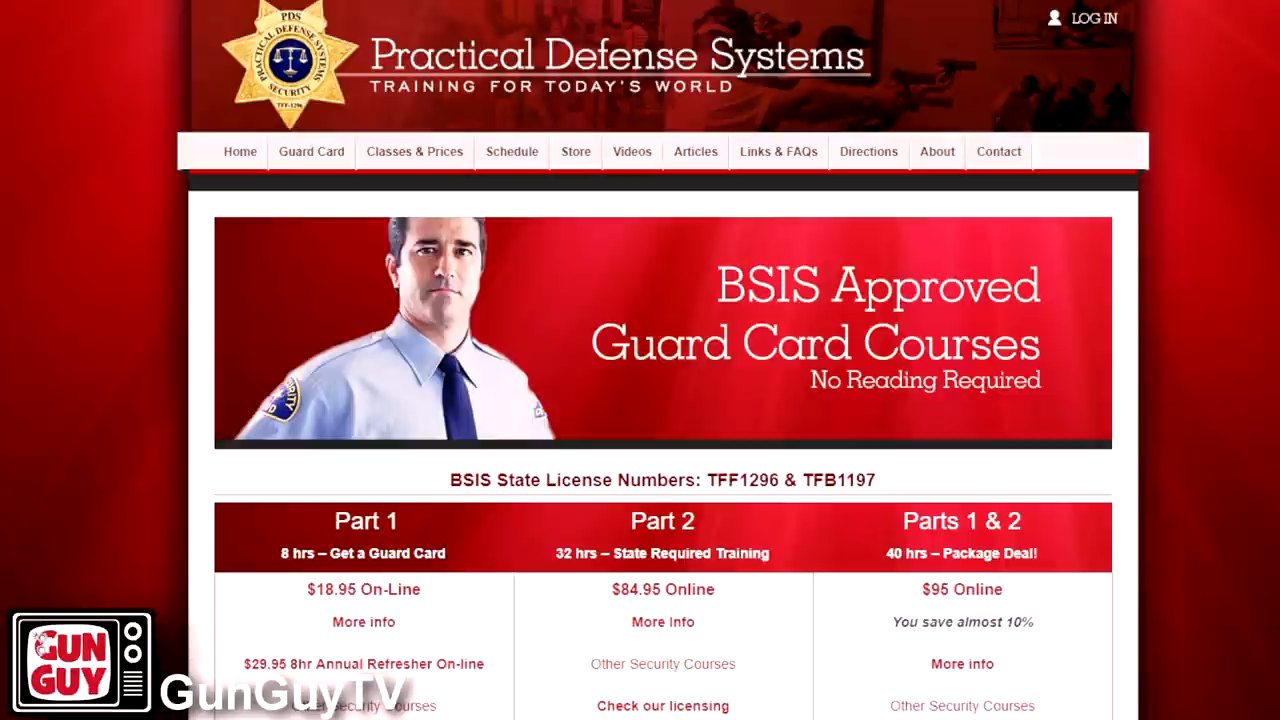 PDS
PRACTICAL DEFENSE SYSTEMS
SECURITY
TFF-1296
LOG IN
Practical Defense Systems
TRAINING FOR TODAY'S WORLD
Home Guard Card Classes & Prices Schedule Store Videos Articles Links & FAQs Directions About Contact
BSIS Approved
Guard Card Courses
No Reading Required
BSIS State License Numbers: TFF1296 & TFB1197
Part 1 Part 2 Parts 1 & 2
8 hrs – Get a Guard Card 32 hrs – State Required Training 40 hrs – Package Deal!
$18.95 On-Line $84.95 Online $95 Online
More info More Info You save almost 10%
$29.95 8hr Annual Refresher On-line Other Security Courses More info
Courses Check our licensing Other Security Courses
GUN
GUY
GunGuyTV